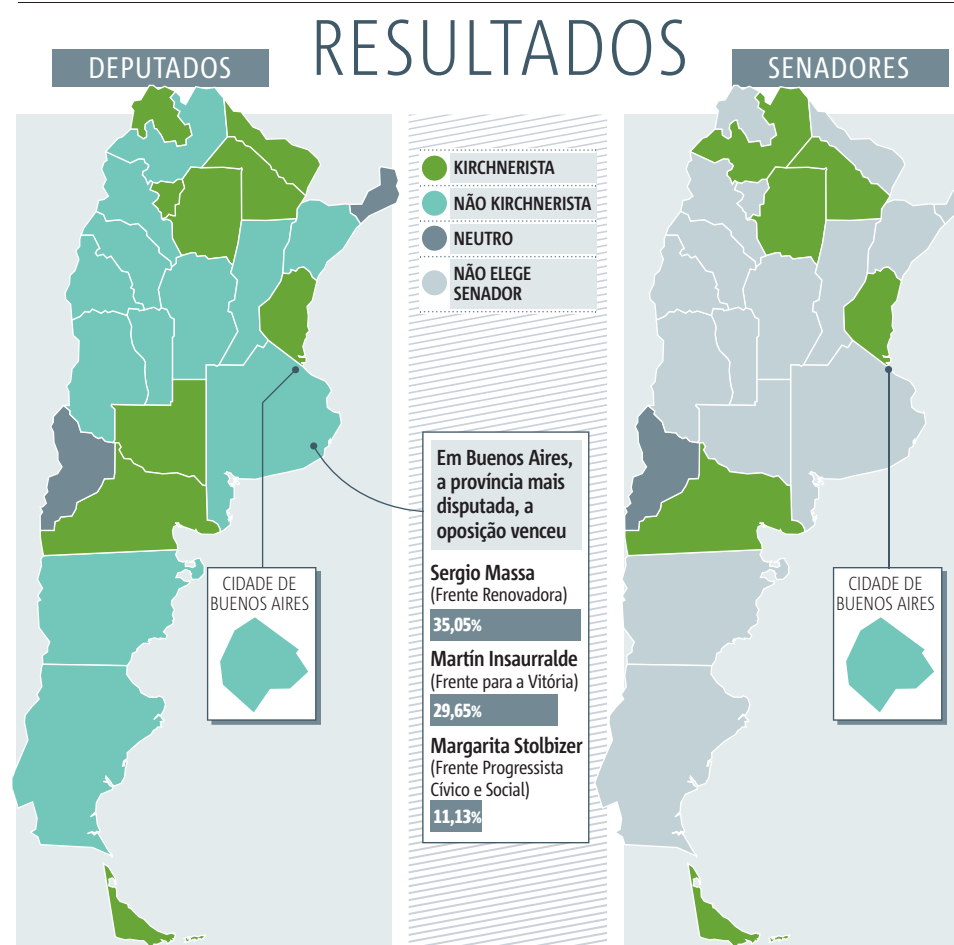 RESULTADOS
DEPUTADOS
SENADORES
KIRCHNERISTA
NÃO KIRCHNERISTA
NEUTRO
NÃO ELEGE
SENADOR
Em Buenos Aires,
a província mais
disputada, a
oposição venceu
Sergio Massa
(Frente Renovadora)
35,05%
Martín Insaurralde
(Frente para a Vitória)
29,65%
Margarita Stolbizer
(Frente Progressista
Cívico e Social)
11,13%
CIDADE DE
BUENOS AIRES
CIDADE DE
BUENOS AIRES